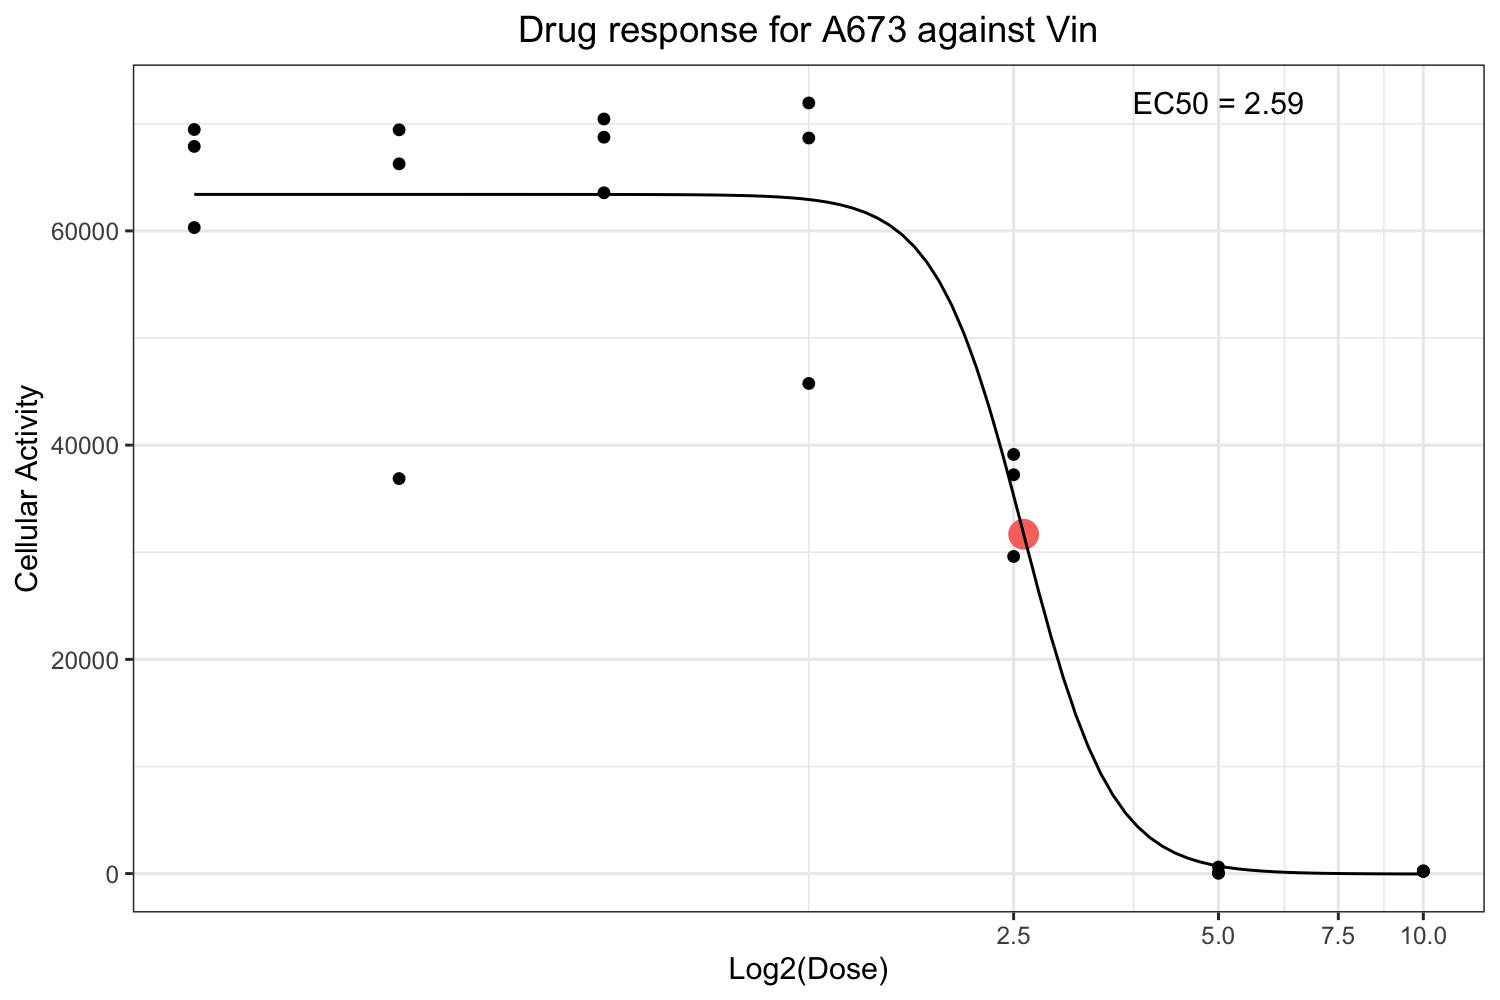 Drug response for A673 against Vin
EC50 = 2.59
Cellular Activity
60000
40000
20000
0
2.5 5.0 7.5 10.0
Log2(Dose)